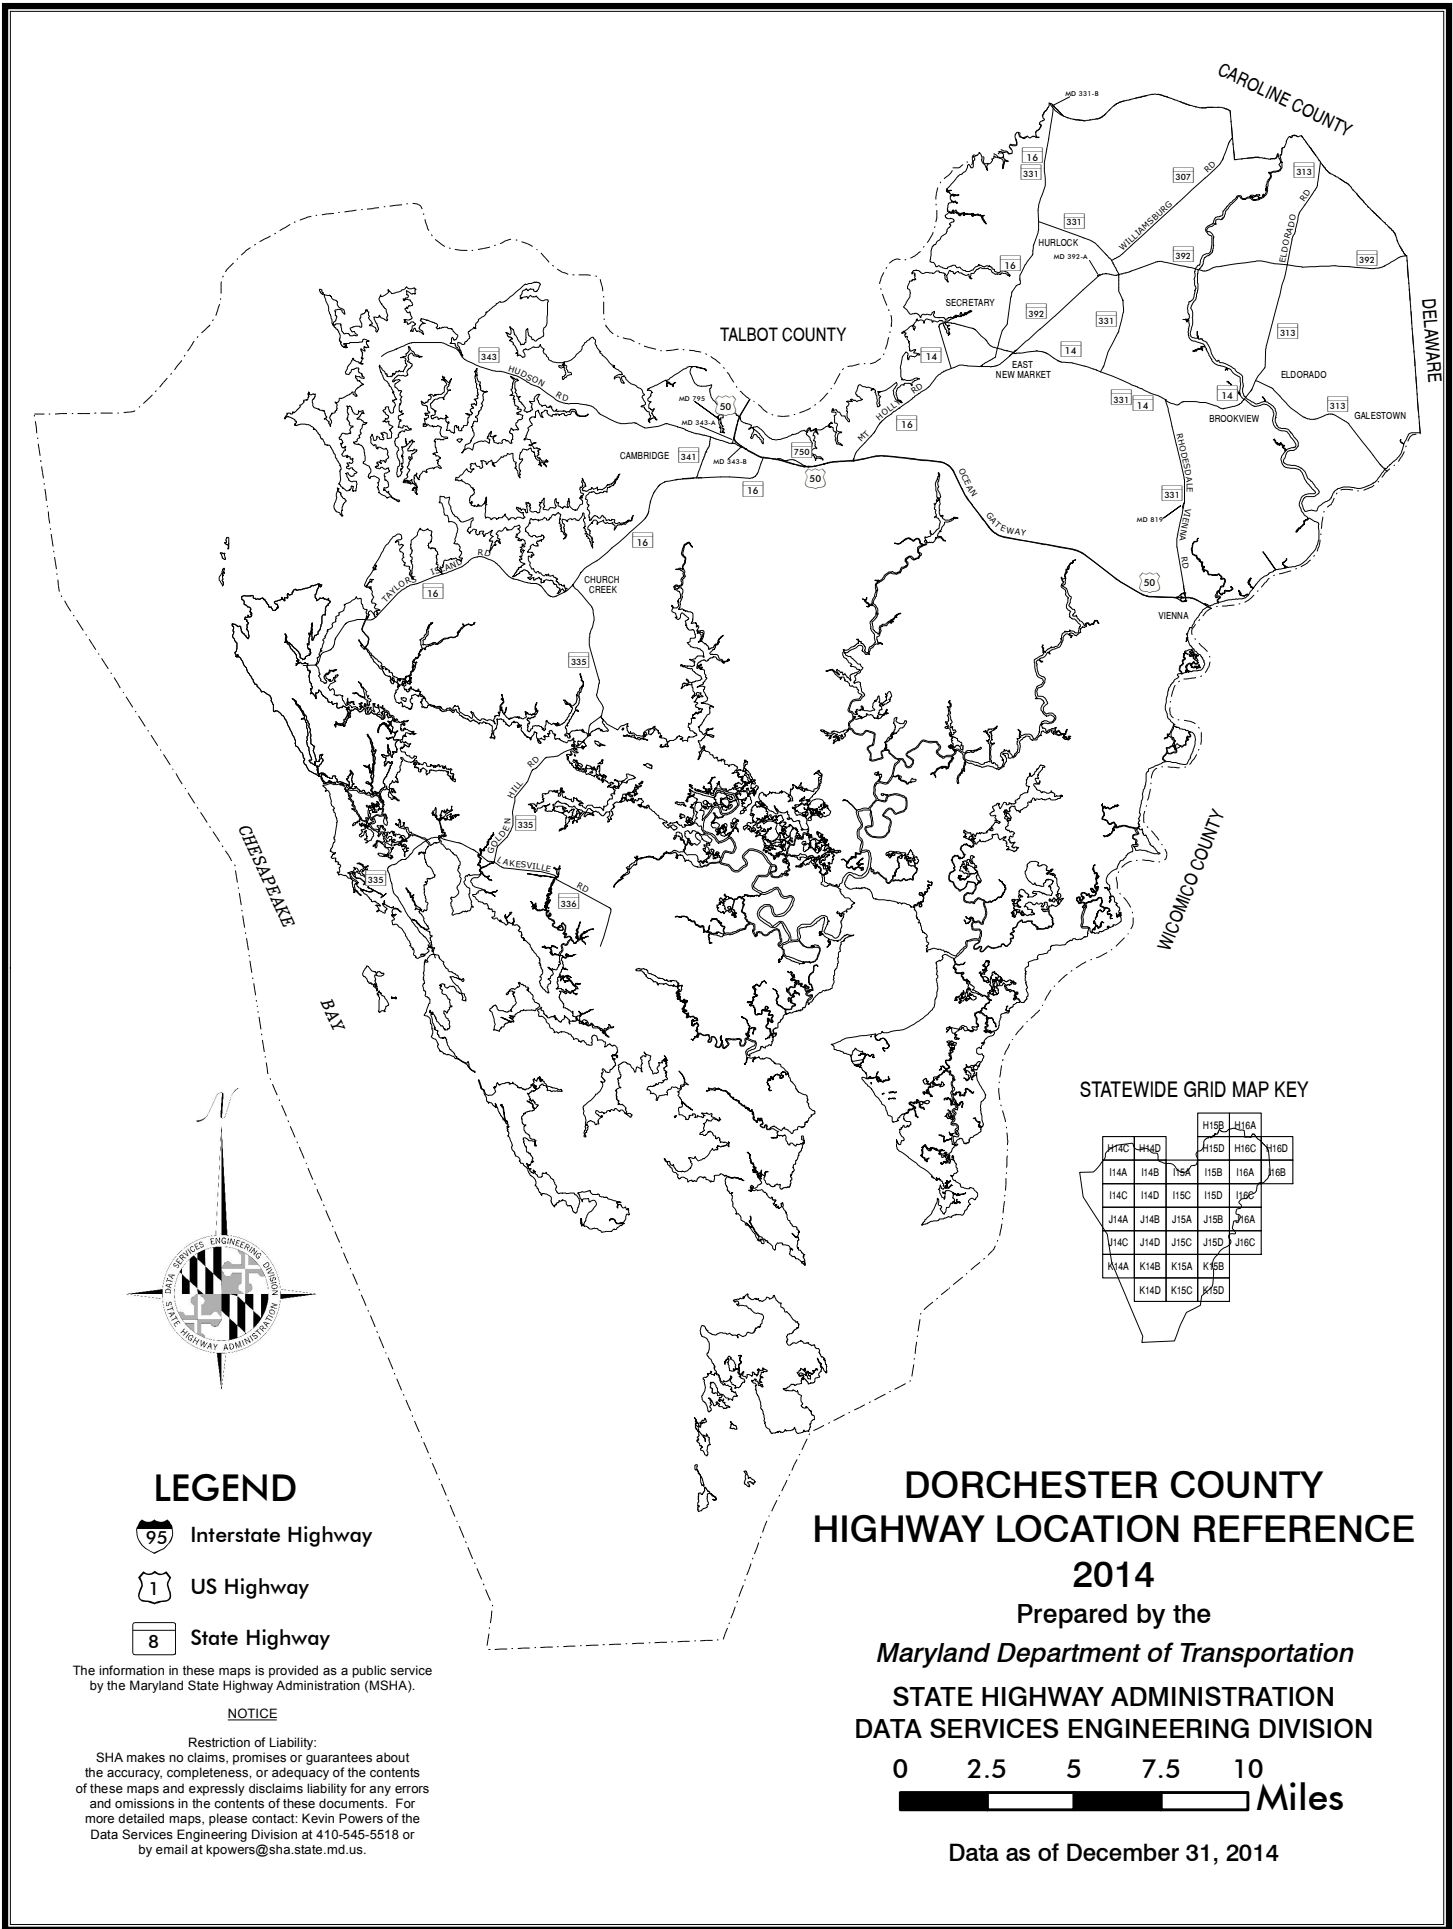 CAROLINE COUNTY
MD 331-B
16
331
307
WILLIAMSBURG RD
313
ELDORADO RD
331
HURLOCK
MD 392-A
392
392
16
SECRETARY
392
331
313
DELAWARE
TALBOT COUNTY
14
14
EAST
NEW MARKET
ELDORADO
343
HUDSON RD
MD 795
50
MD 343-A
MT HOLLY RD
16
331
14
14
BROOKVIEW
313
GALESTOWN
CAMBRIDGE
341
MD 343-B
750
50
16
OCEAN GATEWAY
RHODESDALE VIENNA RD
331
MD 819
16
TAYLORS ISLAND RD
16
CHURCH
CREEK
50
VIENNA
335
GOLDEN HILL RD
335
LAKESVILLE RD
335
336
CHESAPEAKE
BAY
WICOMICO COUNTY
STATEWIDE GRID MAP KEY
H15B H16A
H14C H14D H15D H16C H16D
I14A I14B I15A I15B I16A I16B
I14C I14D I15C I15D I16C
J14A J14B J15A J15B J16A
J14C J14D J15C J15D J16C
K14A K14B K15A K15B
K14D K15C K15D
DATA SERVICES ENGINEERING DIVISION
STATE HIGHWAY ADMINISTRATION
LEGEND
95 Interstate Highway
1 US Highway
8 State Highway
The information in these maps is provided as a public service
by the Maryland State Highway Administration (MSHA).
NOTICE
Restriction of Liability:
SHA makes no claims, promises or guarantees about
the accuracy, completeness, or adequacy of the contents
of these maps and expressly disclaims liability for any errors
and omissions in the contents of these documents. For
more detailed maps, please contact: Kevin Powers of the
Data Services Engineering Division at 410-545-5518 or
by email at kpowers@sha.state.md.us.
DORCHESTER COUNTY
HIGHWAY LOCATION REFERENCE
2014
Prepared by the
Maryland Department of Transportation
STATE HIGHWAY ADMINISTRATION
DATA SERVICES ENGINEERING DIVISION
0 2.5 5 7.5 10
Miles
Data as of December 31, 2014